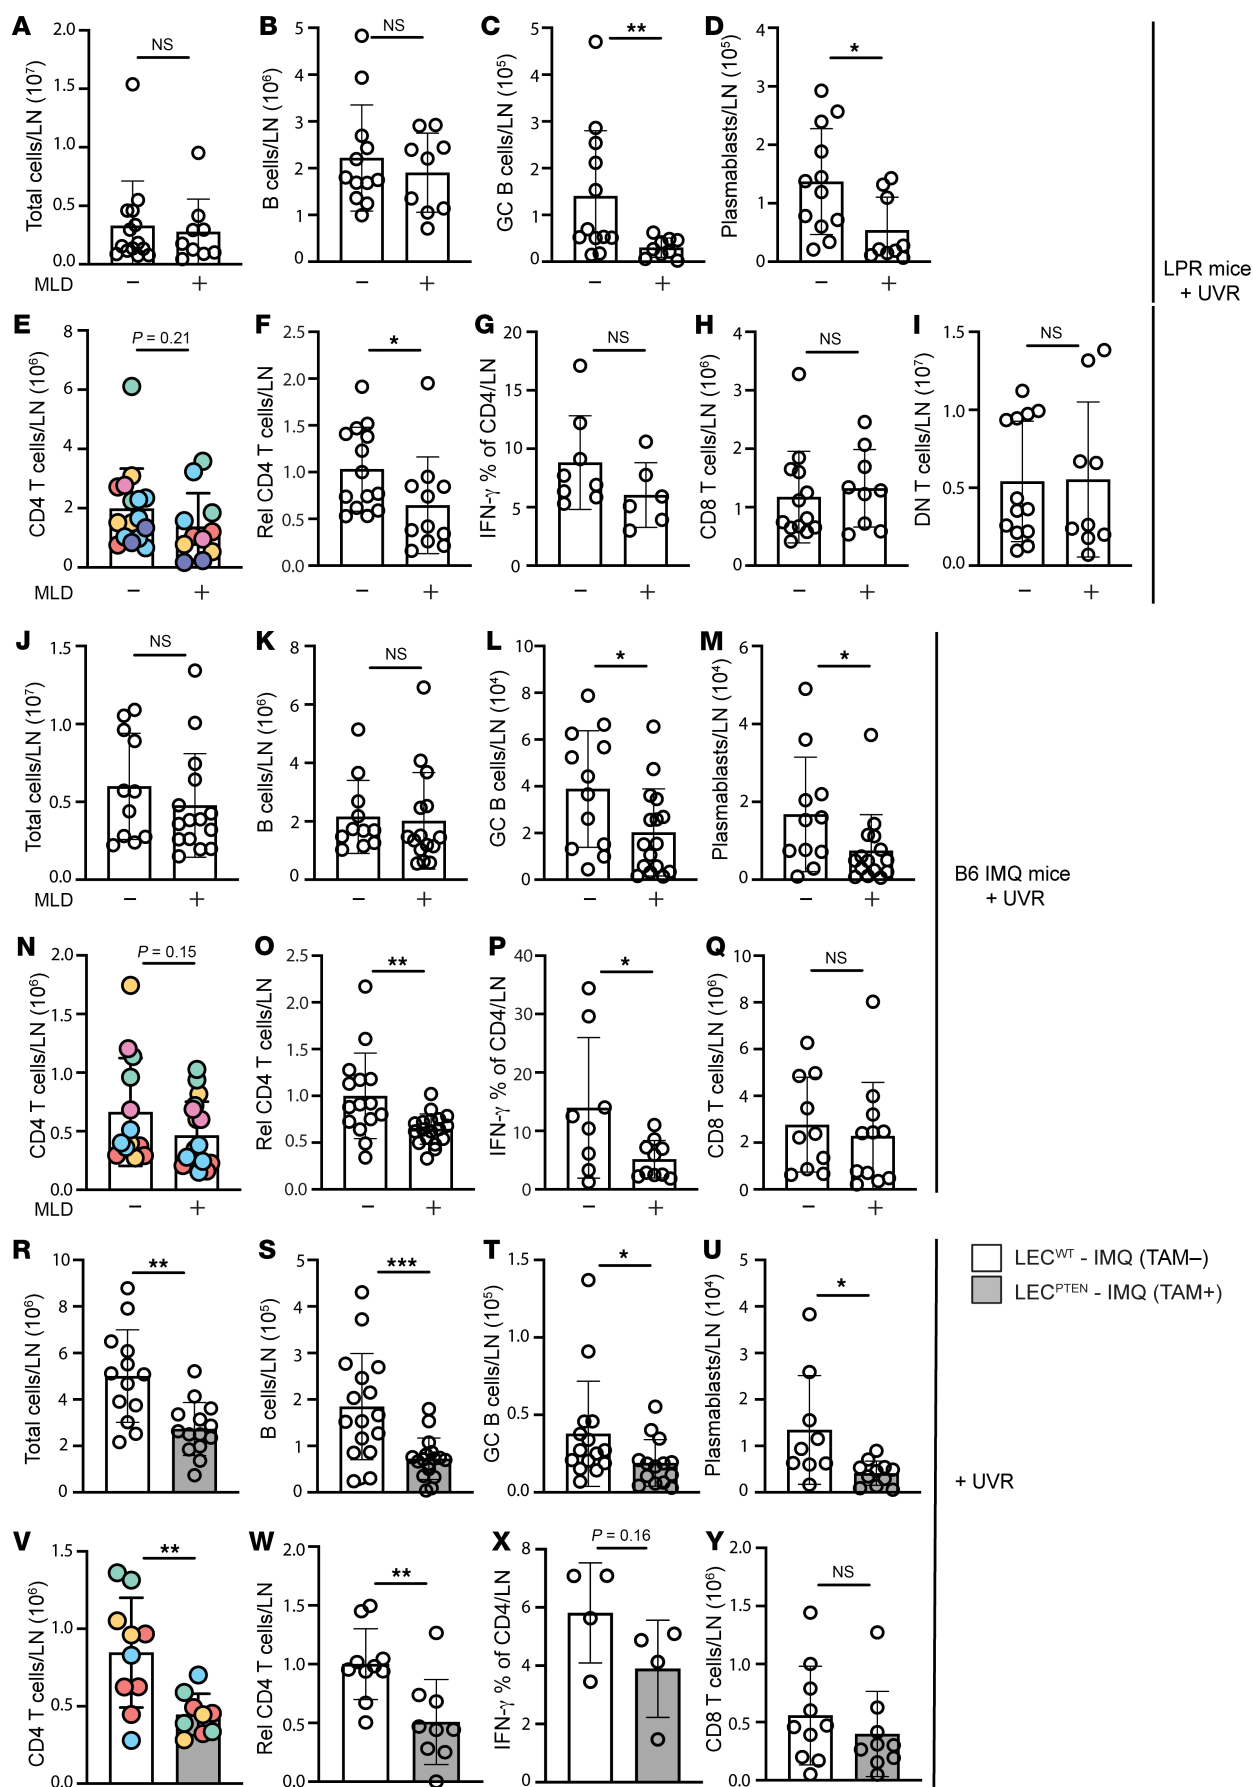 A
Total cells/LN (10⁷)
2.0
1.5
1.0
0.5
0.0
NS
MLD
–
+
B
B cells/LN (10⁶)
5
4
3
2
1
0
NS
–
+
C
GC B cells/LN (10⁵)
5
4
3
2
1
0
**
–
+
D
Plasmablasts/LN (10⁵)
4
3
2
1
0
*
–
+
LPR mice
+ UVR
E
CD4 T cells/LN (10⁶)
8
6
4
2
0
P = 0.21
MLD
–
+
F
Rel CD4 T cells/LN
2.5
2.0
1.5
1.0
0.5
0.0
*
–
+
G
IFN-γ % of CD4/LN
20
15
10
5
0
NS
–
+
H
CD8 T cells/LN (10⁶)
4
3
2
1
0
NS
–
+
I
DN T cells/LN (10⁷)
1.5
1.0
0.5
0.0
NS
–
+
J
Total cells/LN (10⁷)
1.5
1.0
0.5
0.0
NS
MLD
–
+
K
B cells/LN (10⁶)
8
6
4
2
0
NS
–
+
L
GC B cells/LN (10⁴)
10
8
6
4
2
0
*
–
+
M
Plasmablasts/LN (10⁴)
6
4
2
0
*
–
+
B6 IMQ mice
+ UVR
N
CD4 T cells/LN (10⁶)
2.0
1.5
1.0
0.5
0.0
P = 0.15
MLD
–
+
O
Rel CD4 T cells/LN
2.5
2.0
1.5
1.0
0.5
0.0
**
–
+
P
IFN-γ % of CD4/LN
40
30
20
10
0
*
–
+
Q
CD8 T cells/LN (10⁶)
10
8
6
4
2
0
NS
–
+
R
Total cells/LN (10⁶)
10
8
6
4
2
0
**
S
B cells/LN (10⁵)
5
4
3
2
1
0
***
T
GC B cells/LN (10⁵)
1.5
1.0
0.5
0.0
*
U
Plasmablasts/LN (10⁴)
5
4
3
2
1
0
*
LECᵂᵀ - IMQ (TAM–)
LECᴾᵀᴱᴺ - IMQ (TAM+)
+ UVR
V
CD4 T cells/LN (10⁶)
1.5
1.0
0.5
0.0
**
W
Rel CD4 T cells/LN
2.0
1.5
1.0
0.5
0.0
**
X
IFN-γ % of CD4/LN
8
6
4
2
0
P = 0.16
Y
CD8 T cells/LN (10⁶)
2.0
1.5
1.0
0.5
0.0
NS